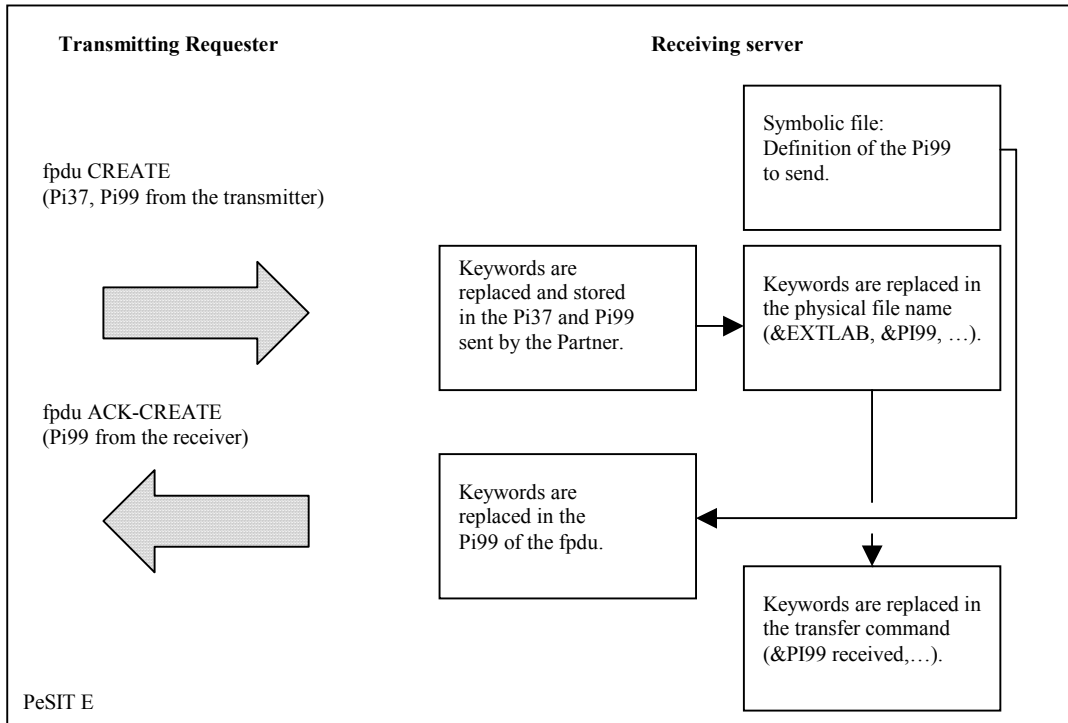 Transmitting Requester
Receiving server
Symbolic file:
Definition of the Pi99
to send.
fpdu CREATE
(Pi37, Pi99 from the transmitter)
Keywords are
replaced and stored
in the Pi37 and Pi99
sent by the Partner.
Keywords are replaced in
the physical file name
(&EXTLAB, &PI99, …).
fpdu ACK-CREATE
(Pi99 from the receiver)
Keywords are
replaced in the
Pi99 of the fpdu.
Keywords are replaced in
the transfer command
(&PI99 received,…).
PeSIT E